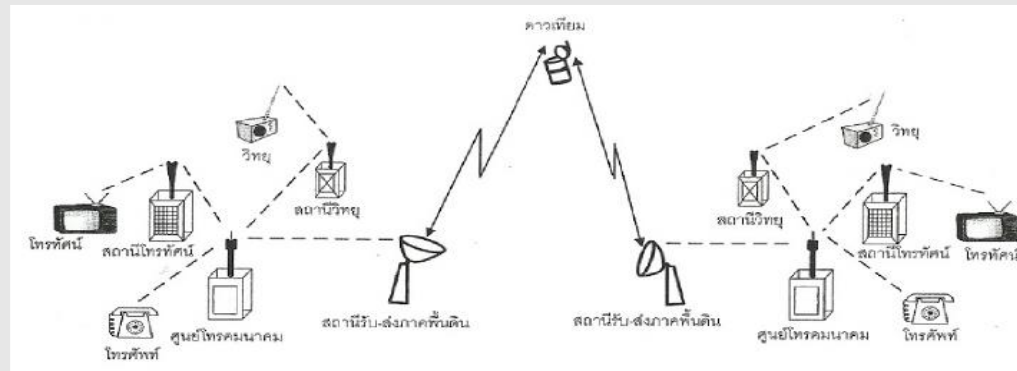 ดาวเทียม
วิทยุ
วิทยุ
สถานีวิทยุ
สถานีวิทยุ
โทรทัศน์
สถานีโทรทัศน์
สถานีโทรทัศน์
โทรทัศน์
สถานีรับ-ส่งภาคพื้นดิน
สถานีรับ-ส่งภาคพื้นดิน
โทรศัพท์
ศูนย์โทรคมนาคม
ศูนย์โทรคมนาคม
โทรศัพท์